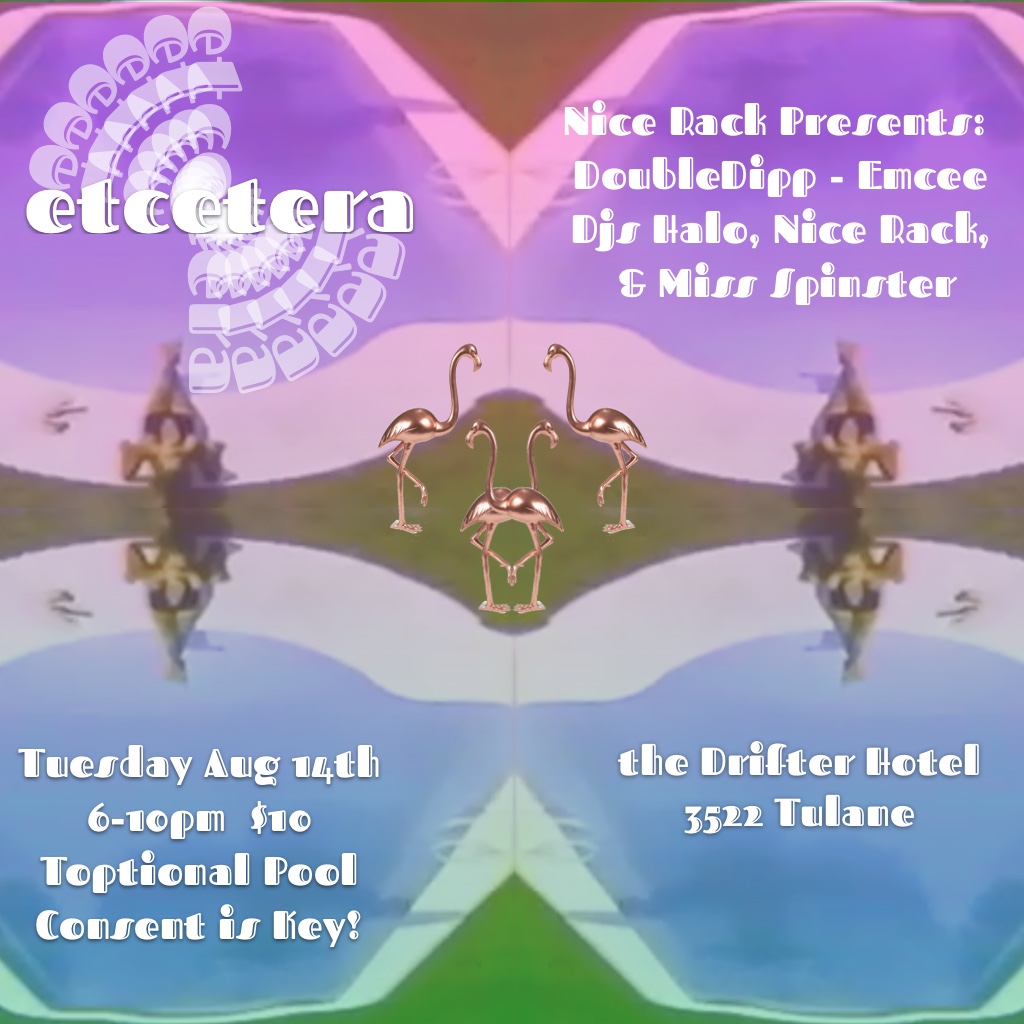 etcetera
Nice Rack Presents:
DoubleDipp - Emcee
Djs Halo, Nice Rack,
& Miss Spinster
Tuesday Aug 14th
6-10pm $10
Toptional Pool
Consent is Key!
the Drifter Hotel
3522 Tulane